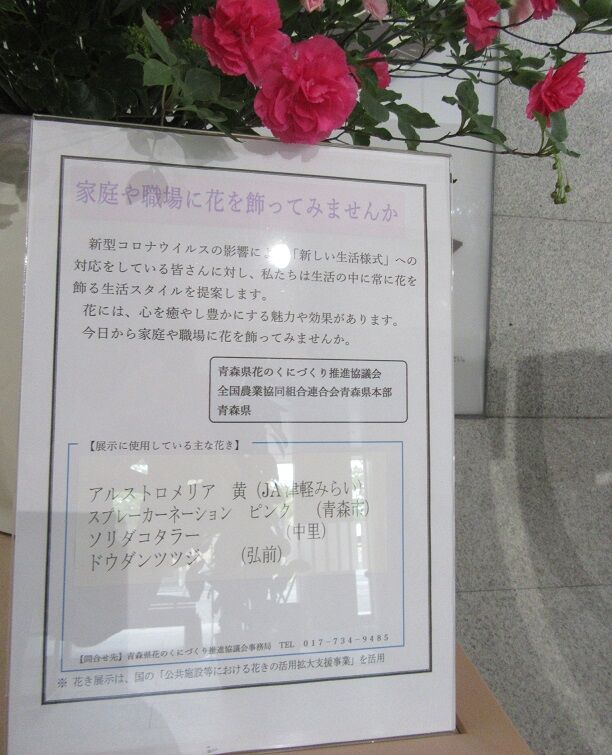 家庭や職場に花を飾ってみませんか
新型コロナウイルスの影響によ「新しい生活様式」への
対応をしている皆さんに対し、私たちは生活の中に常に花を
飾る生活スタイルを提案します。
花には、心を癒やし豊かにする魅力や効果があります。
今日から家庭や職場に花を飾ってみませんか。
青森県花のくにづくり推進協議会
全国農業協同組合連合会青森県本部
青森県
【展示に使用している主な花き】
アルストロメリア 黄（JA津軽みらい）
スプレーカーネーション ピンク （青森市）
ソリダコタラー （中里）
ドウダンツツジ （弘前）
【問合せ先】青森県花のくにづくり推進協議会事務局 TEL 017-734-9485
※ 花き展示は、国の「公共施設等における花きの活用拡大支援事業」を活用